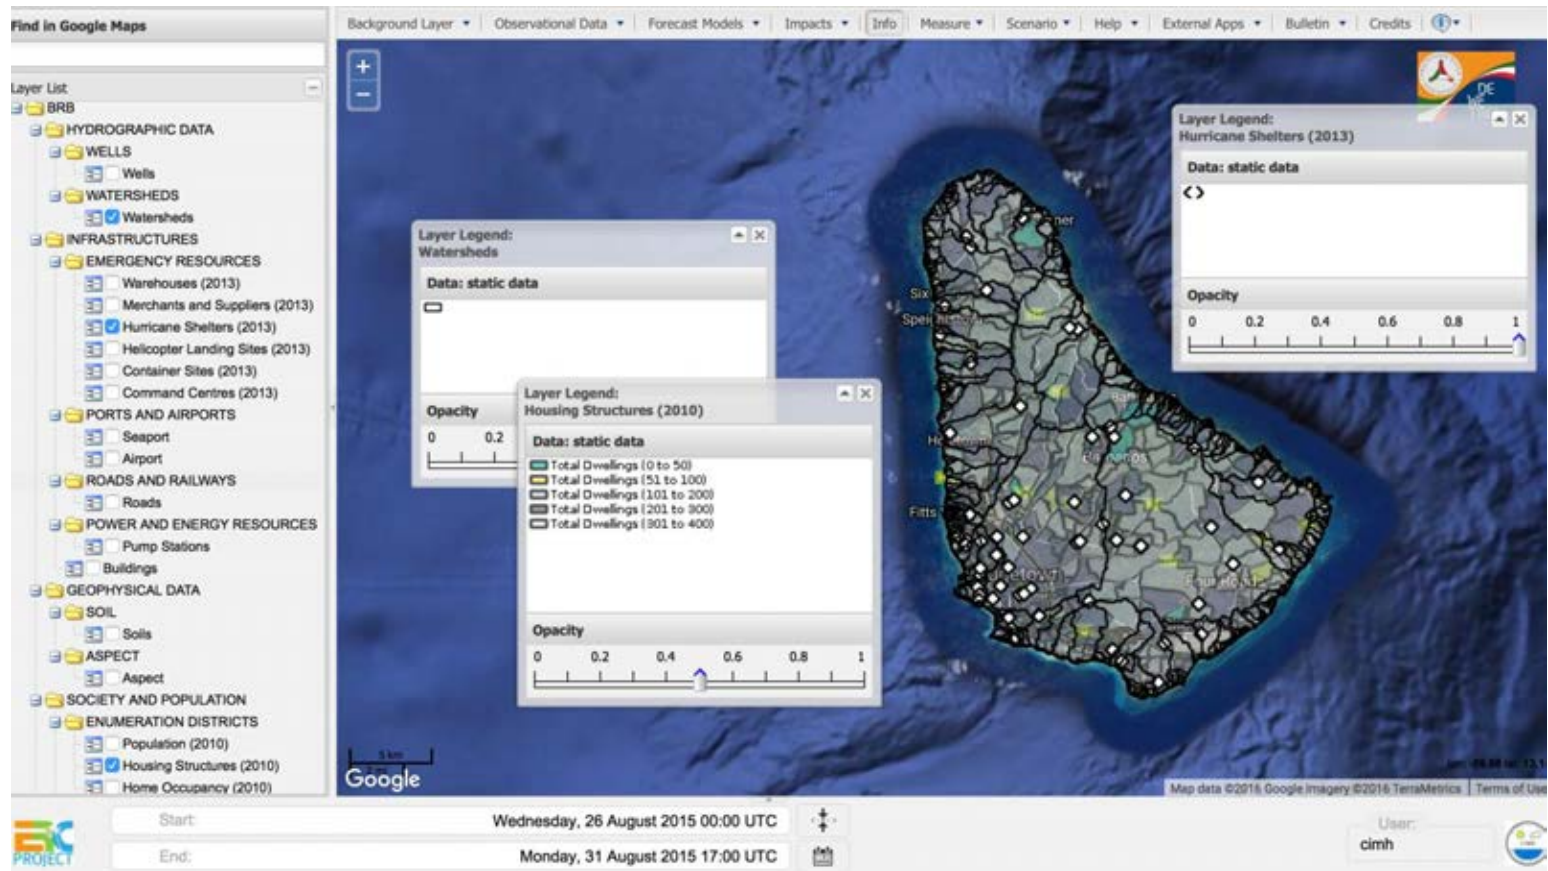 Find in Google Maps
Background Layer
Observational Data
Forecast Models
Impacts
Info
Measure
Scenario
Help
External Apps
Bulletin
Credits
Layer List
BRB
HYDROGRAPHIC DATA
WELLS
Wells
WATERSHEDS
Watersheds
INFRASTRUCTURES
EMERGENCY RESOURCES
Warehouses (2013)
Merchants and Suppliers (2013)
Hurricane Shelters (2013)
Helicopter Landing Sites (2013)
Container Sites (2013)
Command Centres (2013)
PORTS AND AIRPORTS
Seaport
Airport
ROADS AND RAILWAYS
Roads
POWER AND ENERGY RESOURCES
Pump Stations
Buildings
GEOPHYSICAL DATA
SOIL
Soils
ASPECT
Aspect
SOCIETY AND POPULATION
ENUMERATION DISTRICTS
Population (2010)
Housing Structures (2010)
Home Occupancy (2010)
Layer Legend:
Watersheds
Data: static data
Opacity
0 0.2
Layer Legend:
Housing Structures (2010)
Data: static data
Total Dwellings (0 to 50)
Total Dwellings (51 to 100)
Total Dwellings (101 to 200)
Total Dwellings (201 to 300)
Total Dwellings (301 to 400)
Opacity
0 0.2 0.4 0.6 0.8 1
DE
Layer Legend:
Hurricane Shelters (2013)
Data: static data
Opacity
0 0.2 0.4 0.6 0.8 1
Six
Fitts
5 km
Google
Map data ©2016 Google Imagery ©2016 TerraMetrics
Terms of Use
ERC
PROJECT
Start:
Wednesday, 26 August 2015 00:00 UTC
End:
Monday, 31 August 2015 17:00 UTC
User:
cimh